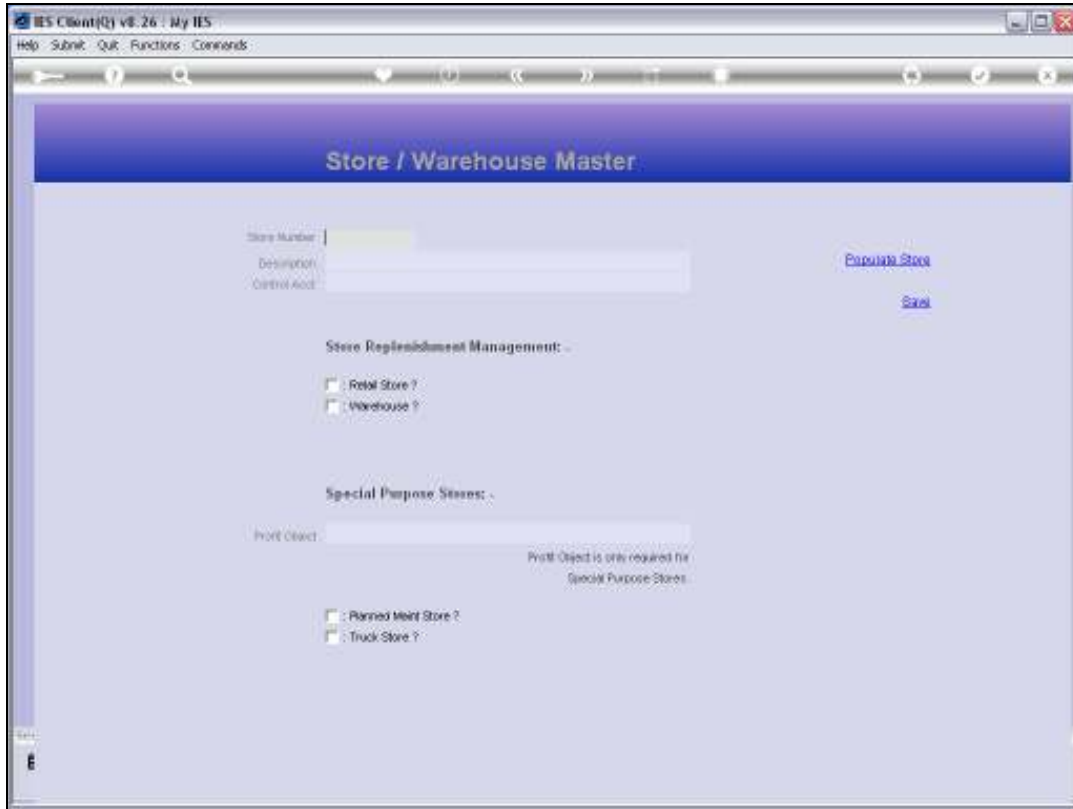 IES Client(Q) v8.26 : My IES
Help Submit Quit Functions Commands
Store / Warehouse Master
Store Number
Description
Control Acct
Populate Store
Save
Store Replenishment Management: -
: Retail Store ?
: Warehouse ?
Special Purpose Stores: -
Profit Object
Profit Object is only required for
Special Purpose Stores.
: Planned Maint Store ?
: Truck Store ?